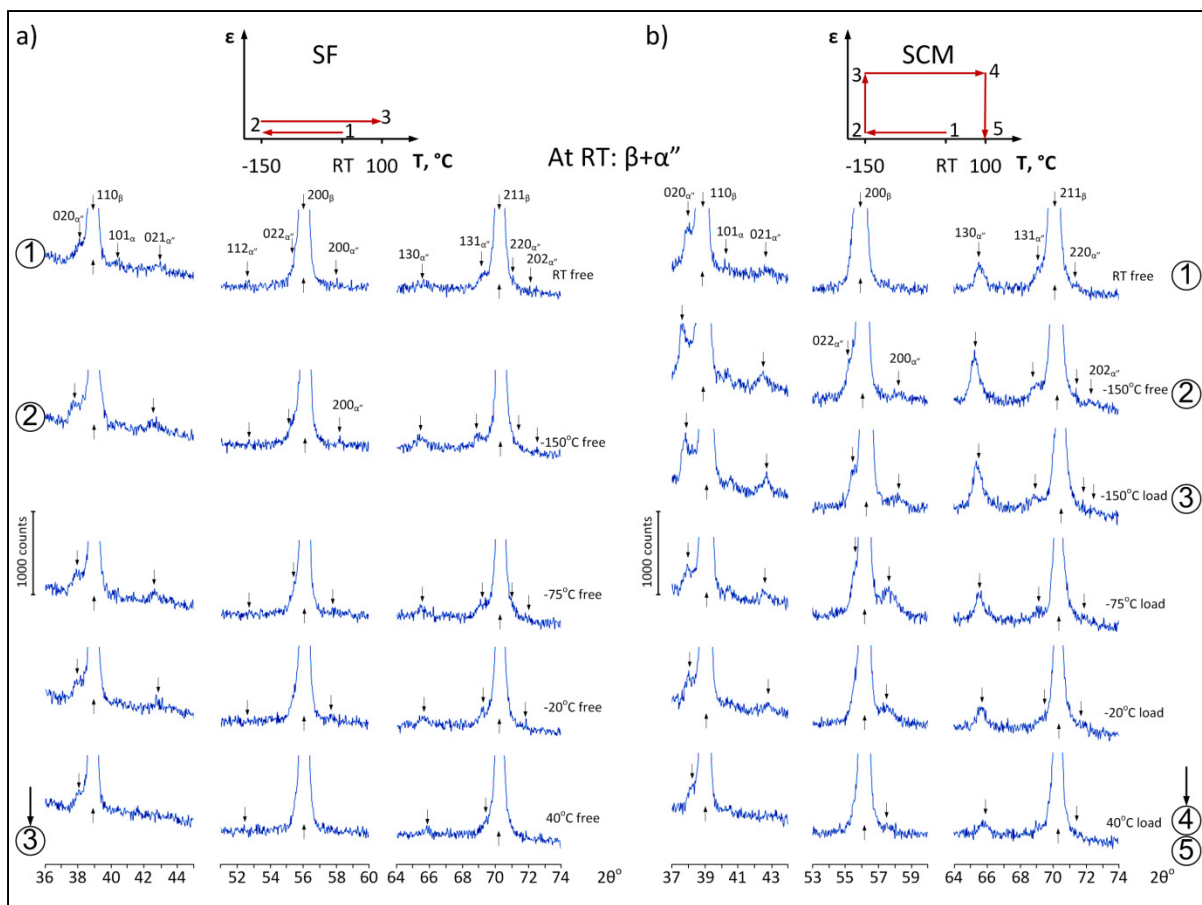 a)
ε
SF
2
1
3
-150
RT
100
T, °C
At RT: β+α"
b)
ε
SCM
3
4
2
1
5
-150
RT
100
T, °C
①
020α"
110β
101α
021α"
112α"
022α"
200β
200α"
130α"
131α"
211β
220α"
202α"
RT free
②
200α"
-150°C free
1000 counts
-75°C free
-20°C free
③
40°C free
36 38 40 42 44
52 54 56 58 60
64 66 68 70 72 74 2θ°
020α"
110β
101α
021α"
200β
130α"
131α"
211β
220α"
RT free
①
022α"
200α"
202α"
-150°C free
②
-150°C load
③
1000 counts
-75°C load
-20°C load
40°C load
④
⑤
37 39 41 43
53 55 57 59
64 66 68 70 72 74 2θ°